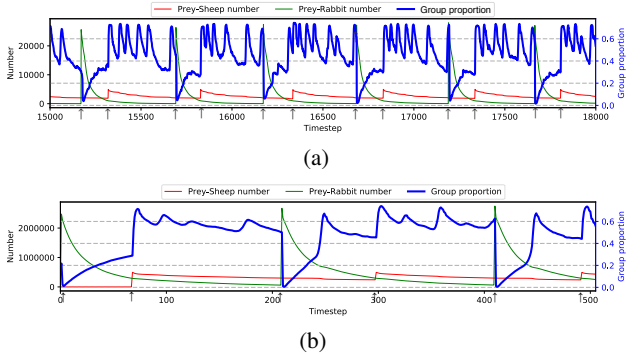 Prey-Sheep number Prey-Rabbit number Group proportion
Number
20000
10000
0
0.6
0.4
0.2
0.0
Group proportion
15000 15500 16000 16500 17000 17500 18000
Timestep
(a)
Prey-Sheep number Prey-Rabbit number Group proportion
Number
2000000
1000000
0
0.6
0.4
0.2
0.0
Group proportion
0 100 200 300 400 500
Timestep
(b)